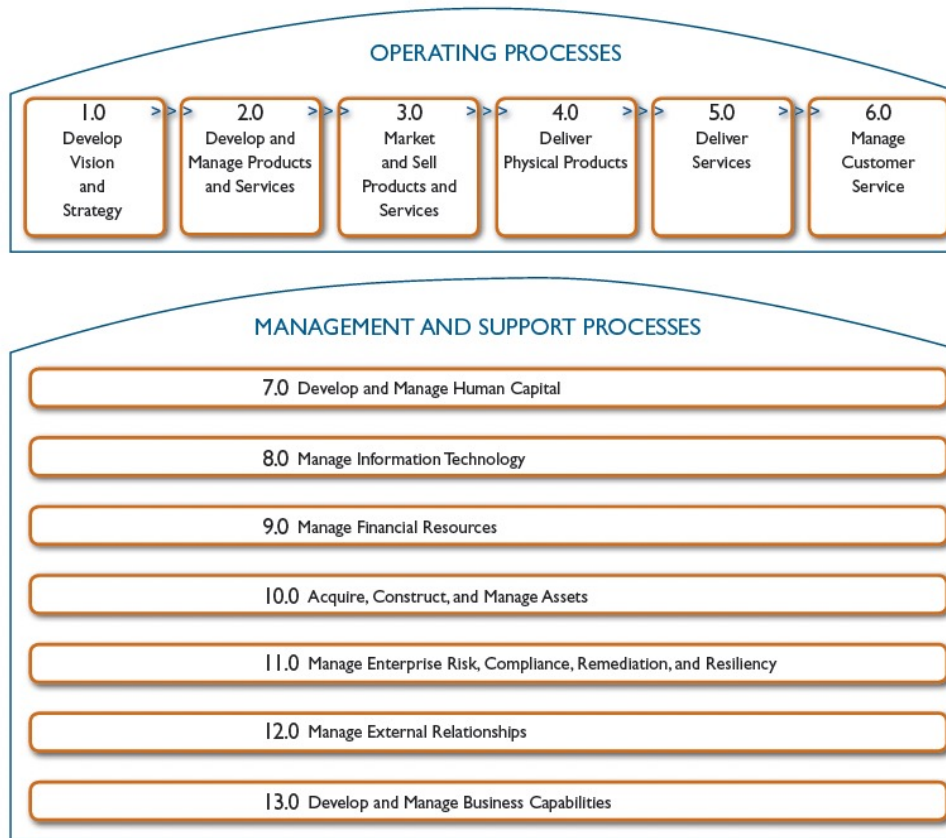 OPERATING PROCESSES
1.0
Develop
Vision
and
Strategy
>>>
2.0
Develop and
Manage Products
and Services
>>>
3.0
Market
and Sell
Products and
Services
>>>
4.0
Deliver
Physical Products
>>>
5.0
Deliver
Services
>>>
6.0
Manage
Customer
Service
MANAGEMENT AND SUPPORT PROCESSES
7.0 Develop and Manage Human Capital
8.0 Manage Information Technology
9.0 Manage Financial Resources
10.0 Acquire, Construct, and Manage Assets
11.0 Manage Enterprise Risk, Compliance, Remediation, and Resiliency
12.0 Manage External Relationships
13.0 Develop and Manage Business Capabilities